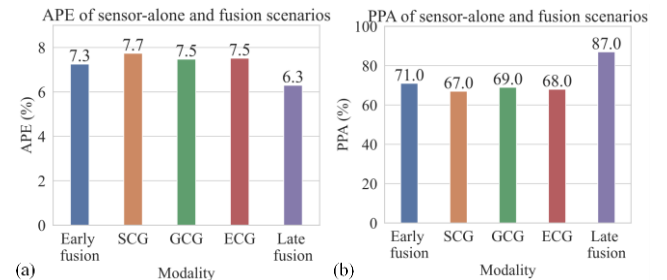 APE of sensor-alone and fusion scenarios
8
6
4
2
0
APE (%)
7.3
7.7
7.5
7.5
6.3
Early fusion
SCG
GCG
ECG
Late fusion
(a)
Modality
PPA of sensor-alone and fusion scenarios
100
80
60
40
20
0
PPA (%)
71.0
67.0
69.0
68.0
87.0
Early fusion
SCG
GCG
ECG
Late fusion
(b)
Modality